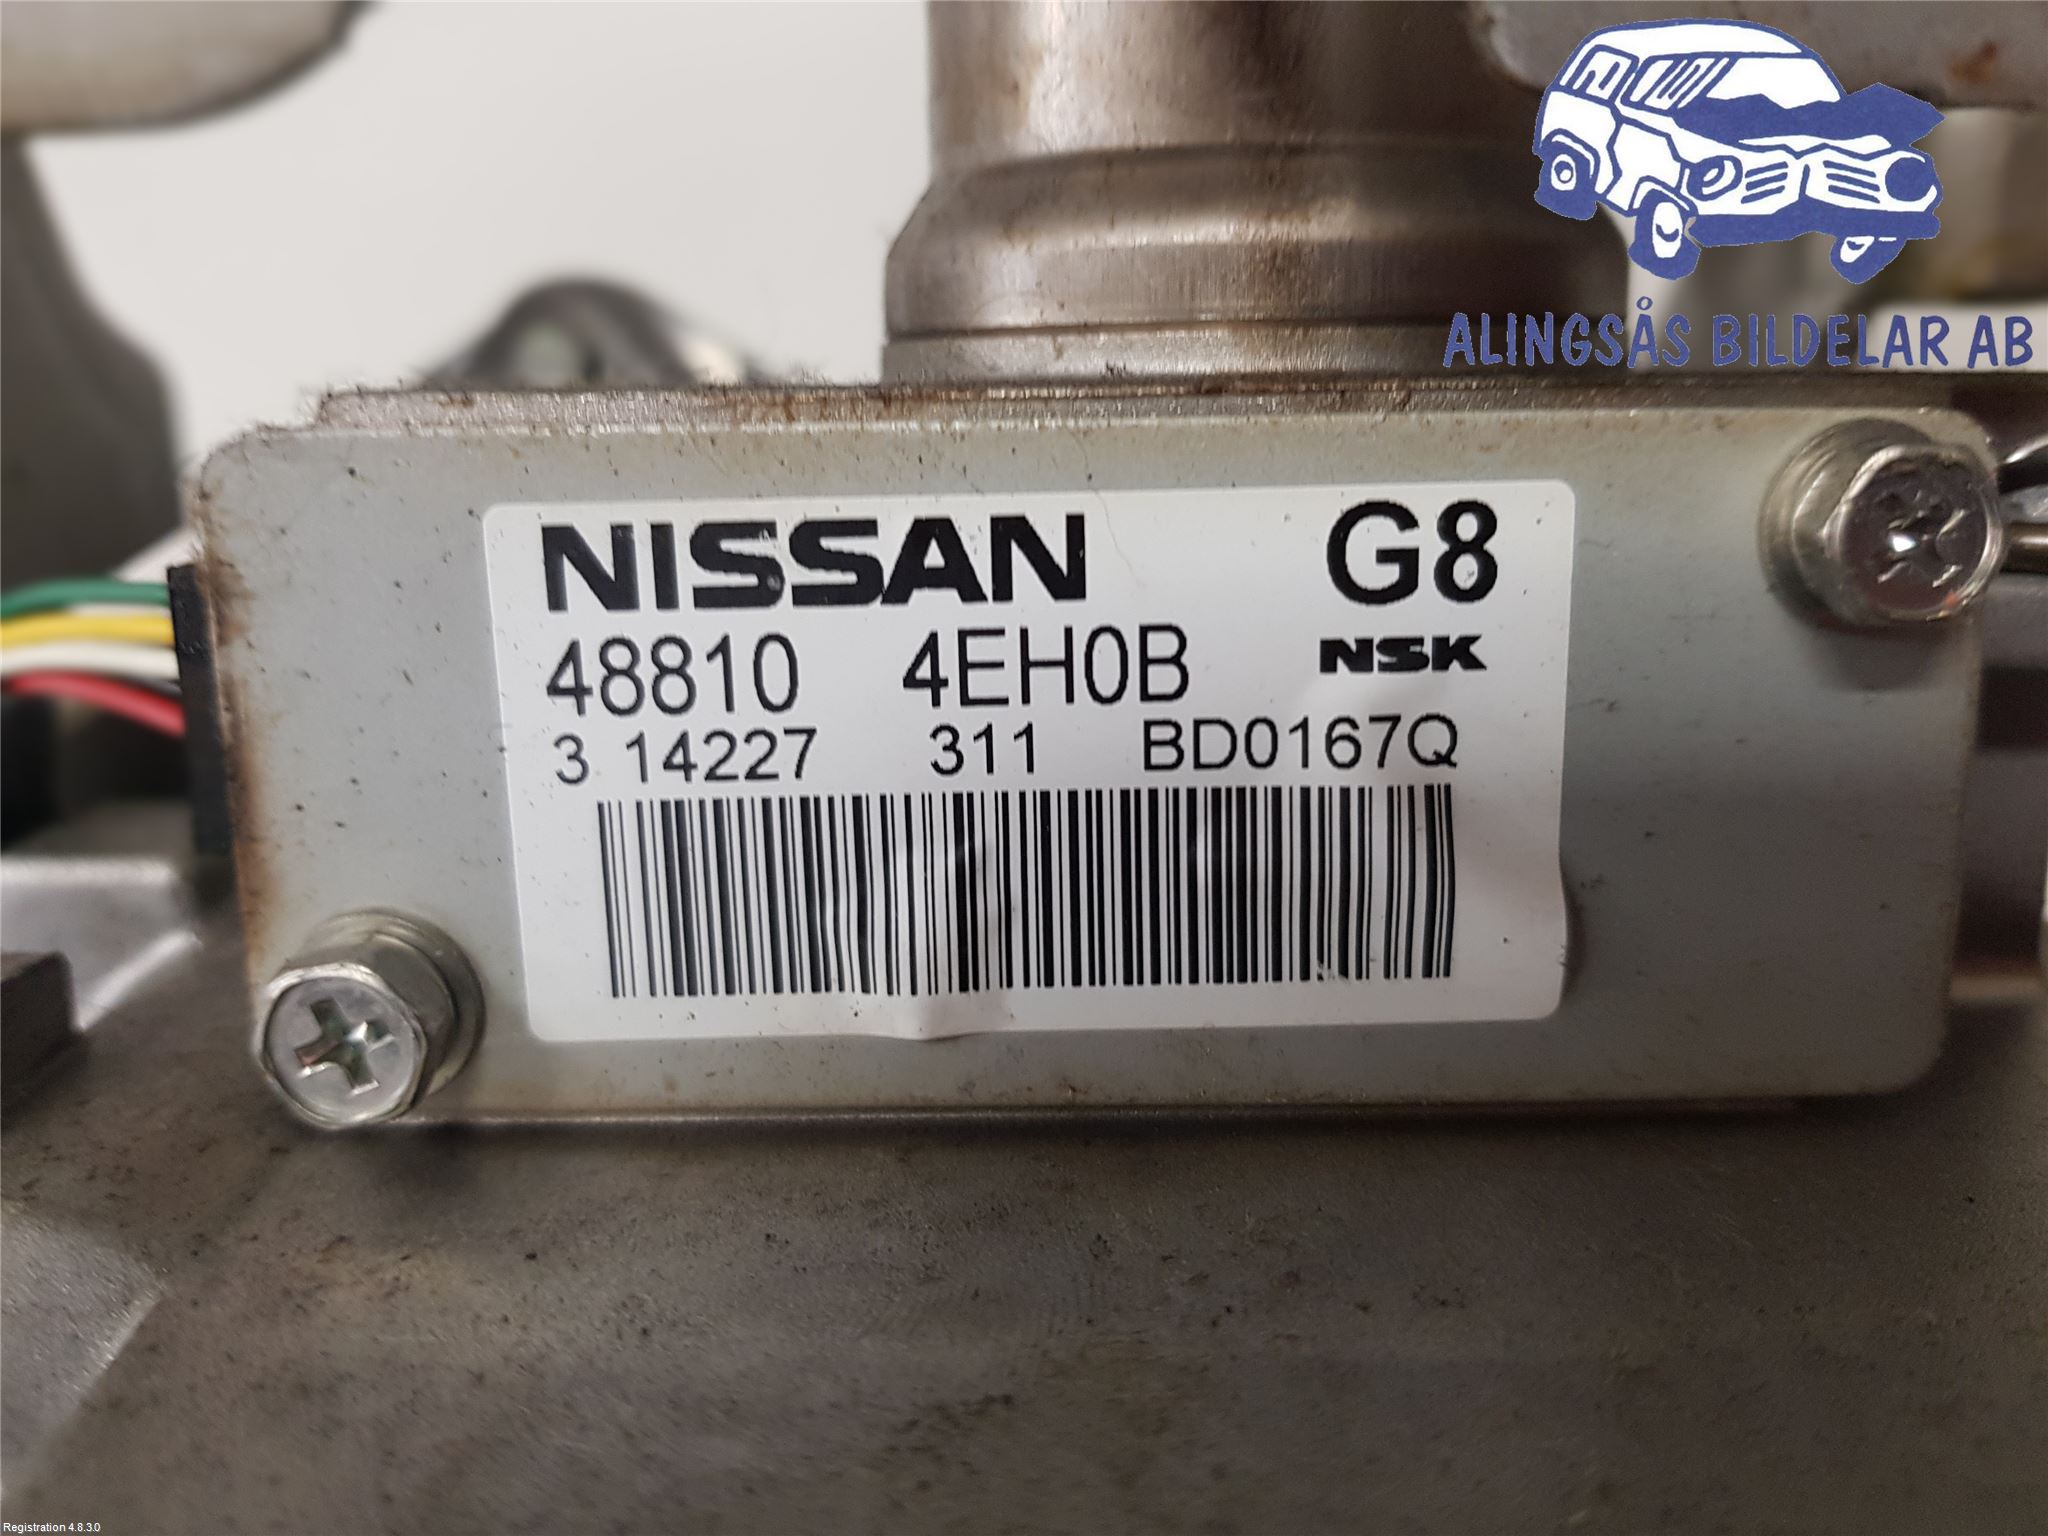 ALINGSÅS BILDELAR AB
NISSAN G8
48810 4EH0B NSK
3 14227 311 BD0167Q
Registration 4.8.3.0